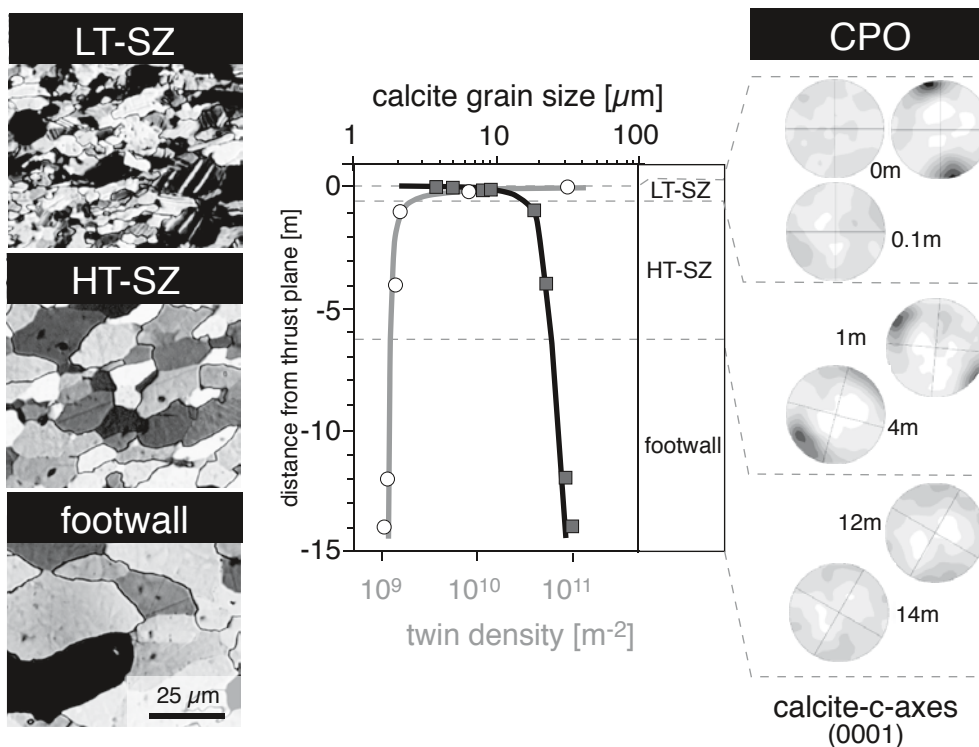 LT-SZ
HT-SZ
footwall
25 µm
calcite grain size [µm]
1 10 100
0
-5
-10
-15
distance from thrust plane [m]
10⁹ 10¹⁰ 10¹¹
twin density [m⁻²]
LT-SZ
HT-SZ
footwall
CPO
0m
0.1m
1m
4m
12m
14m
calcite-c-axes
(0001)